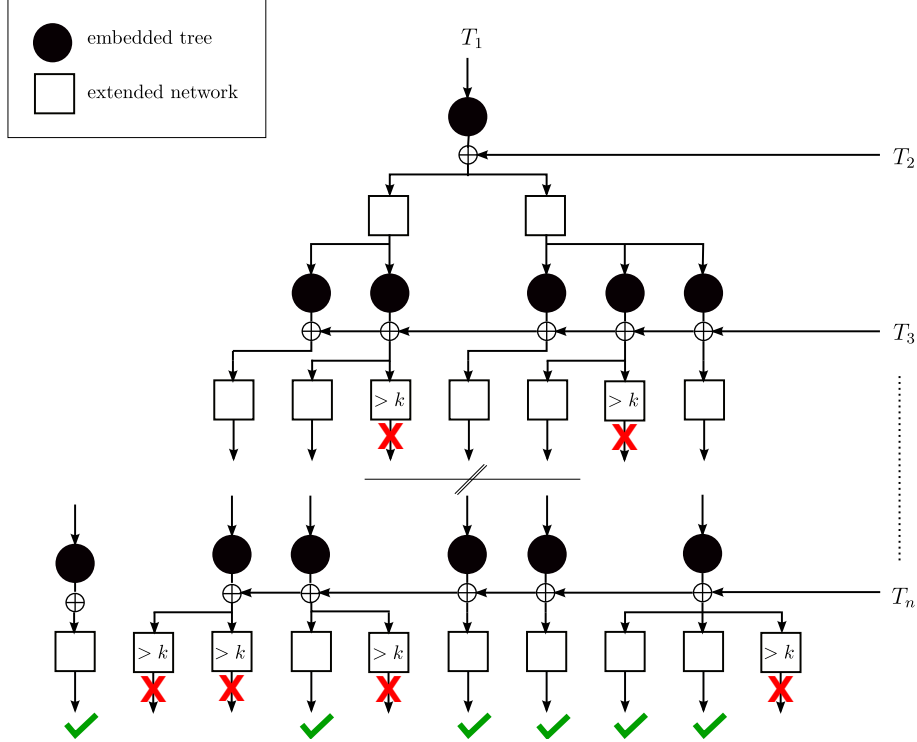 embedded tree
extended network
T₁
T₂
T₃
> k
> k
Tₙ
> k
> k
> k
> k